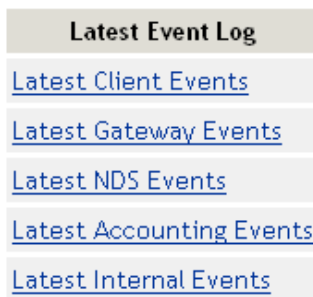 Latest Event Log
Latest Client Events
Latest Gateway Events
Latest NDS Events
Latest Accounting Events
Latest Internal Events